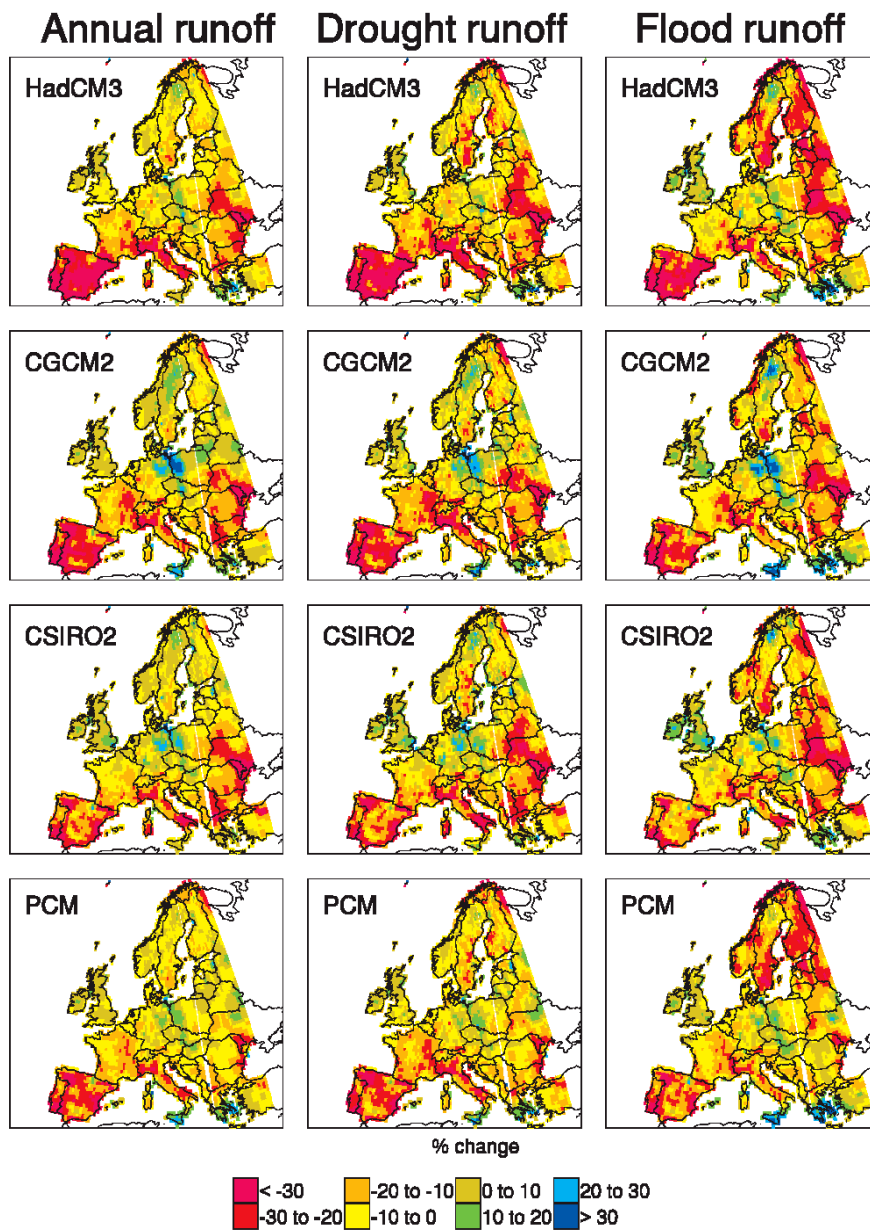 Annual runoff Drought runoff Flood runoff
HadCM3 HadCM3 HadCM3
CGCM2 CGCM2 CGCM2
CSIRO2 CSIRO2 CSIRO2
PCM PCM PCM
% change
< -30 -20 to -10 0 to 10 20 to 30
-30 to -20 -10 to 0 10 to 20 > 30